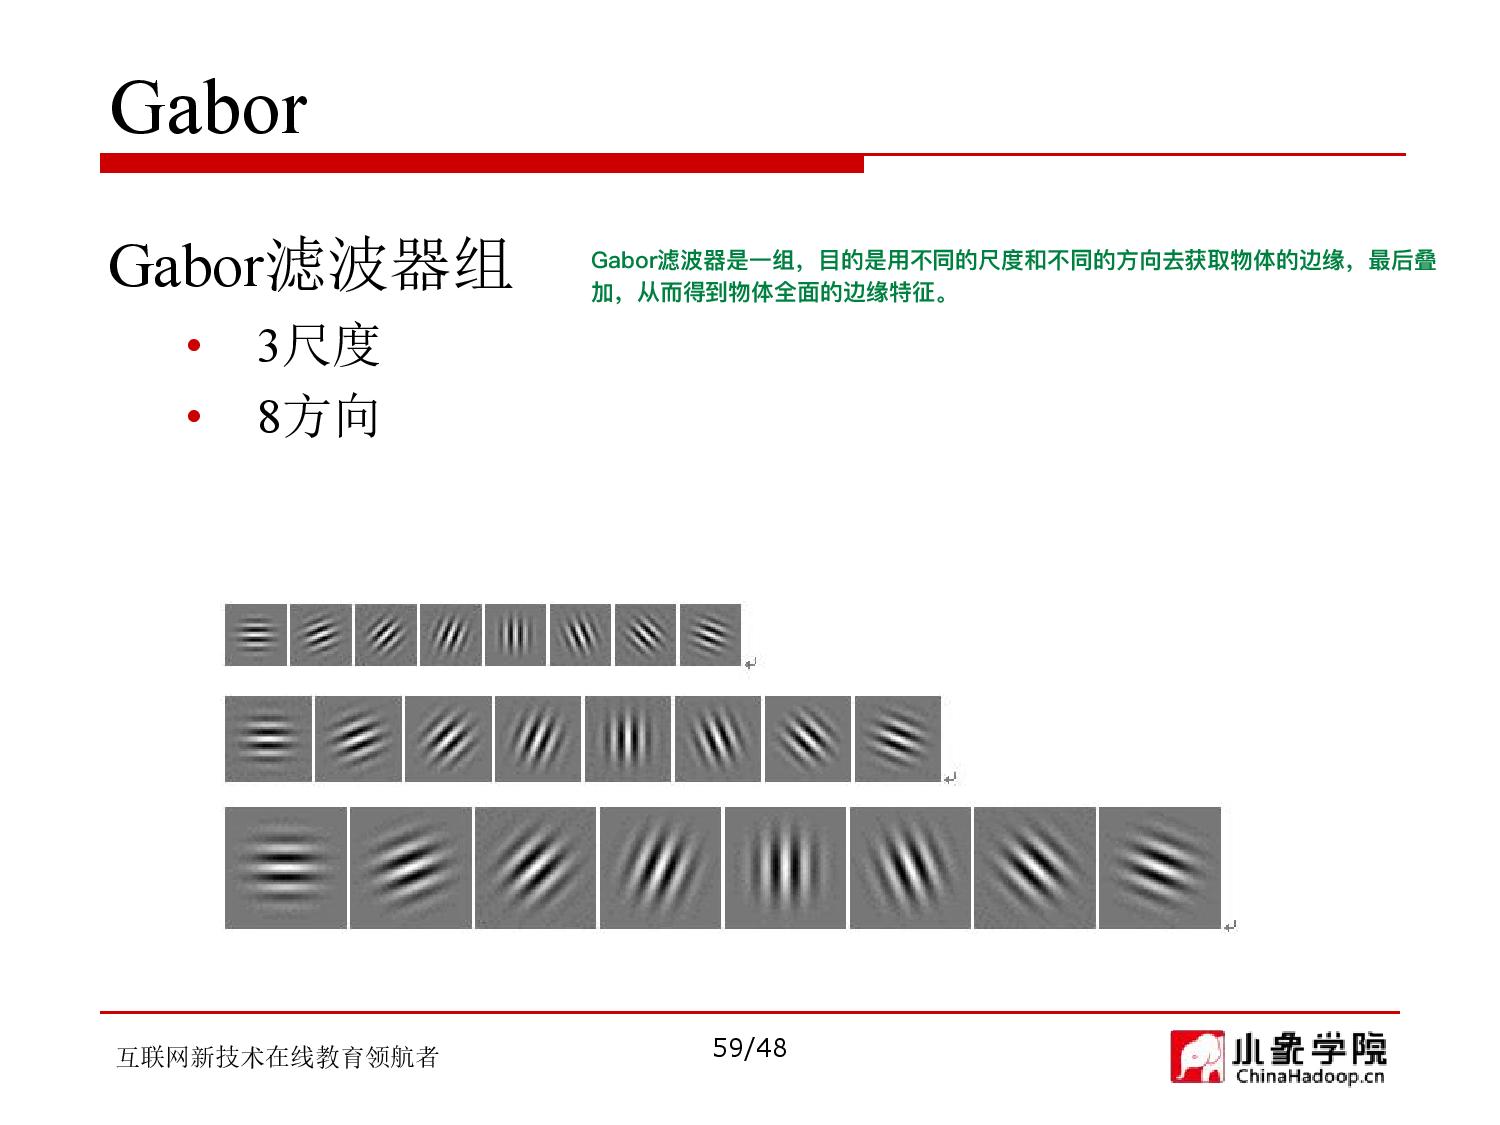 Gabor
Gabor滤波器组
Gabor滤波器是一组，目的是用不同的尺度和不同的方向去获取物体的边缘，最后叠
加，从而得到物体全面的边缘特征。
• 3尺度
• 8方向
↵
↵
↵
互联网新技术在线教育领航者
59/48
小象学院
ChinaHadoop.cn